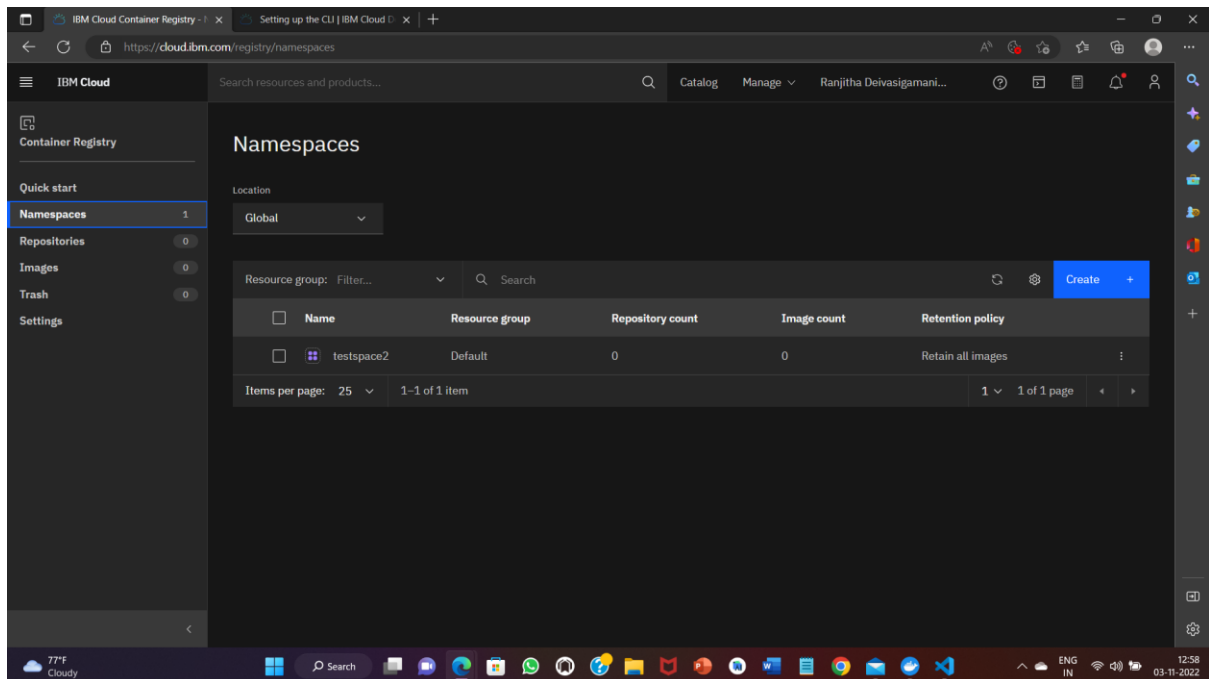 IBM Cloud Container Registry - N
Setting up the CLI | IBM Cloud D
https://cloud.ibm.com/registry/namespaces
IBM Cloud
Search resources and products...
Catalog
Manage
Ranjitha Deivasigamani...
Container Registry
Quick start
Namespaces 1
Repositories 0
Images 0
Trash 0
Settings
Namespaces
Location
Global
Resource group: Filter...
Search
Create +
Name Resource group Repository count Image count Retention policy
testspace2 Default 0 0 Retain all images
Items per page: 25 1–1 of 1 item 1 1 of 1 page
77°F
Cloudy
Search
ENG
IN
12:58
03-11-2022